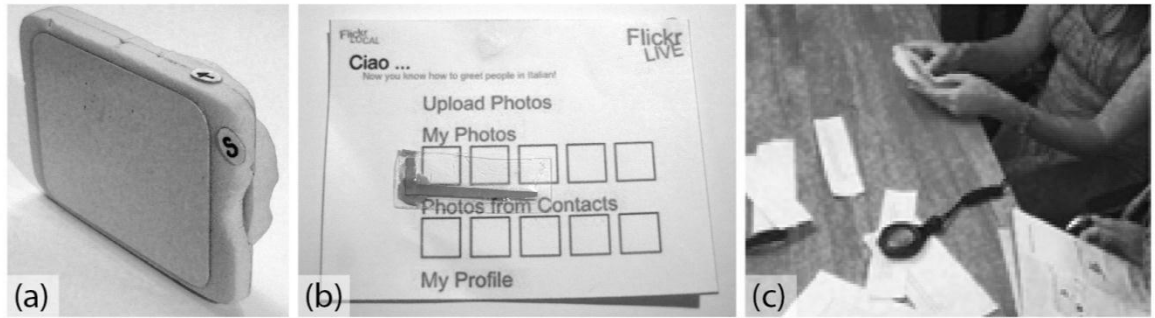 S
(a)
Flickr
LOCAL
Flickr
LIVE
Ciao ...
Now you know how to greet people in Italian!
Upload Photos
My Photos
Photos from Contacts
My Profile
(b)
(c)